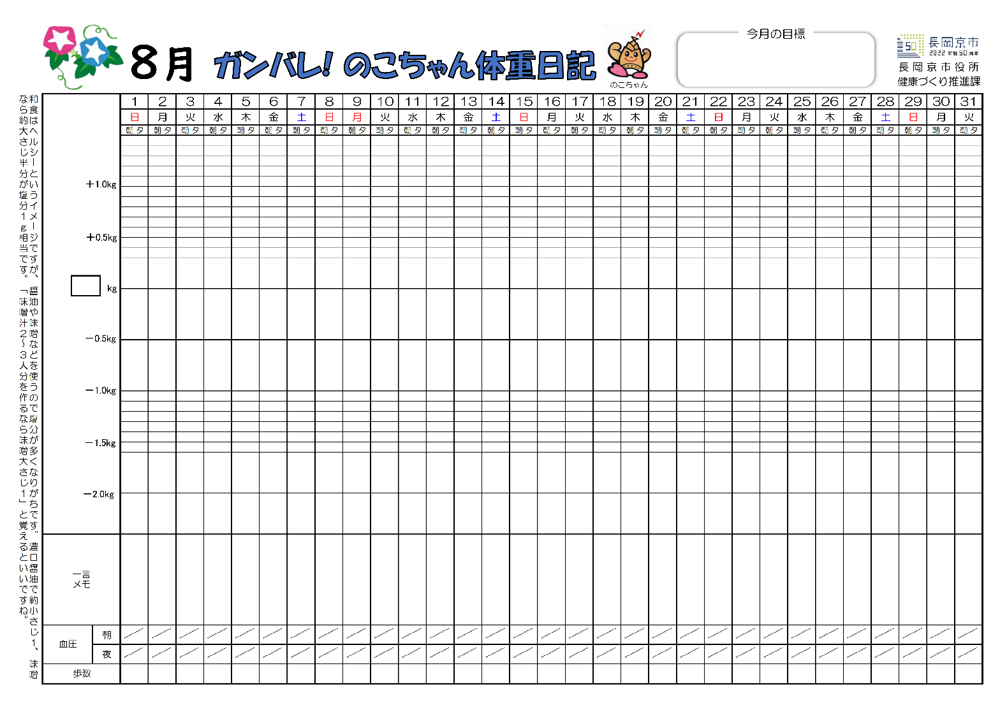 8月 ガンバレ! のこちゃん体重日記
のこちゃん
今月の目標
50
長岡京市
2022 市制50周年
長岡京市役所
健康づくり推進課
和食はヘルシーというイメージですが、醤油や味噌などを使うので塩分が多くなりがちです。濃口醤油で約小さじ1、味噌
なら約大さじ半分が塩分1g相当です。「味噌汁2～3人分を作るなら味噌大さじ1」と覚えるといいですね。
1 2 3 4 5 6 7 8 9 10 11 12 13 14 15 16 17 18 19 20 21 22 23 24 25 26 27 28 29 30 31
日 月 火 水 木 金 土 日 月 火 水 木 金 土 日 月 火 水 木 金 土 日 月 火 水 木 金 土 日 月 火
朝夕 朝夕 朝夕 朝夕 朝夕 朝夕 朝夕 朝夕 朝夕 朝夕 朝夕 朝夕 朝夕 朝夕 朝夕 朝夕 朝夕 朝夕 朝夕 朝夕 朝夕 朝夕 朝夕 朝夕 朝夕 朝夕 朝夕 朝夕 朝夕 朝夕 朝夕
+1.0kg
+0.5kg
kg
-0.5kg
-1.0kg
-1.5kg
-2.0kg
一言
メモ
血圧
朝
夜
歩数